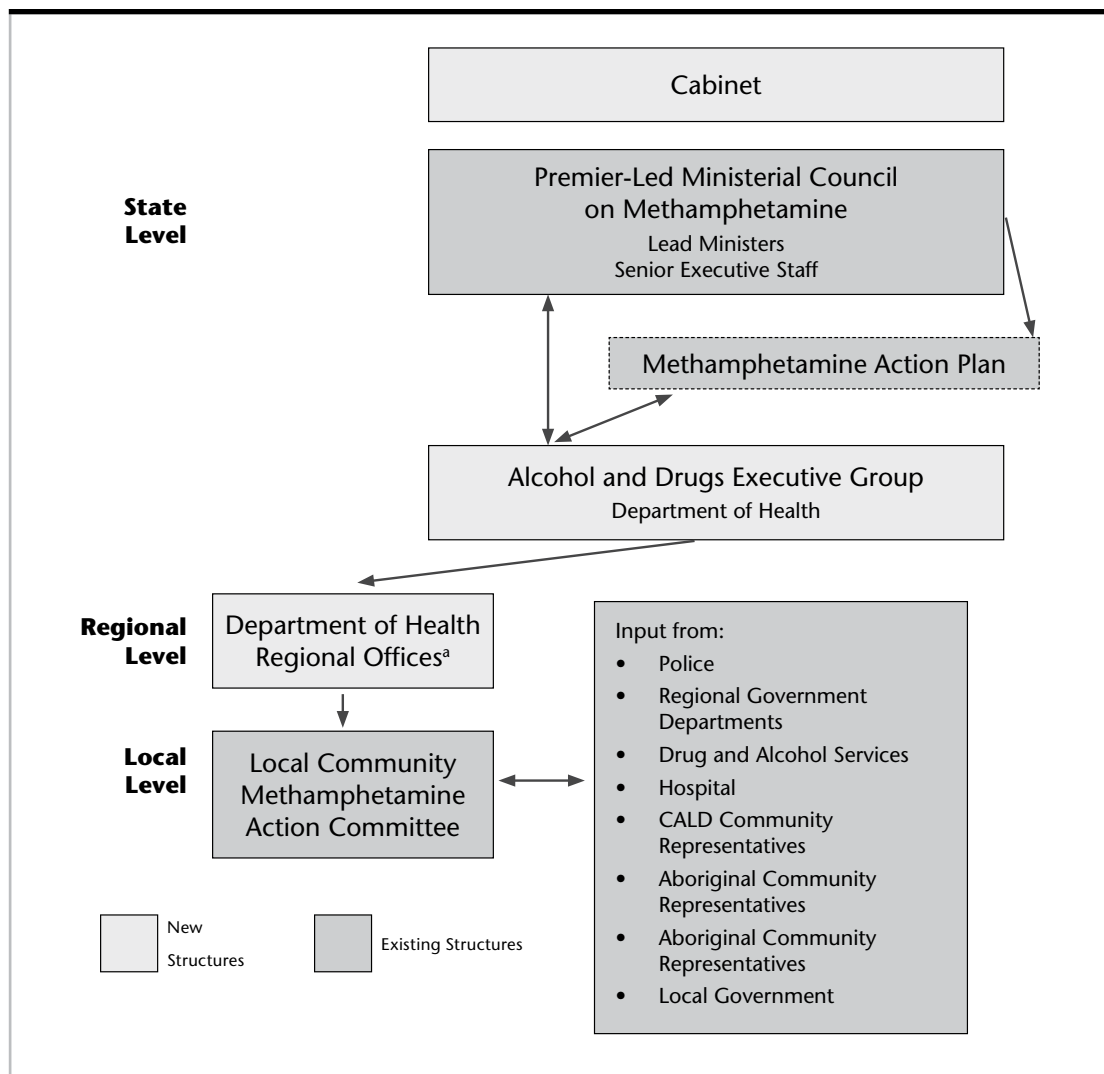 Cabinet
State
Level
Premier-Led Ministerial Council
on Methamphetamine
Lead Ministers
Senior Executive Staff
Methamphetamine Action Plan
Alcohol and Drugs Executive Group
Department of Health
Regional
Level
Department of Health
Regional Officesᵃ
Local
Level
Local Community
Methamphetamine
Action Committee
Input from:
• Police
• Regional Government
Departments
• Drug and Alcohol Services
• Hospital
• CALD Community
Representatives
• Aboriginal Community
Representatives
• Aboriginal Community
Representatives
• Local Government
New
Structures
Existing Structures